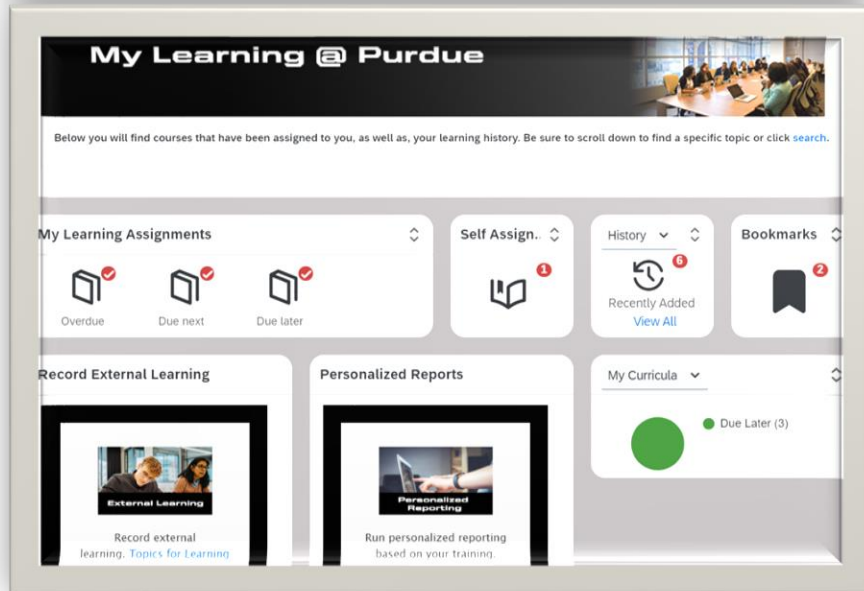 My Learning @ Purdue
Below you will find courses that have been assigned to you, as well as, your learning history. Be sure to scroll down to find a specific topic or click search.
My Learning Assignments
Overdue
Due next
Due later
Self Assign..
1
History
6
Recently Added
View All
Bookmarks
2
Record External Learning
External Learning
Record external
learning. Topics for Learning
Personalized Reports
Personalized
Reporting
Run personalized reporting
based on your training.
My Curricula
Due Later (3)